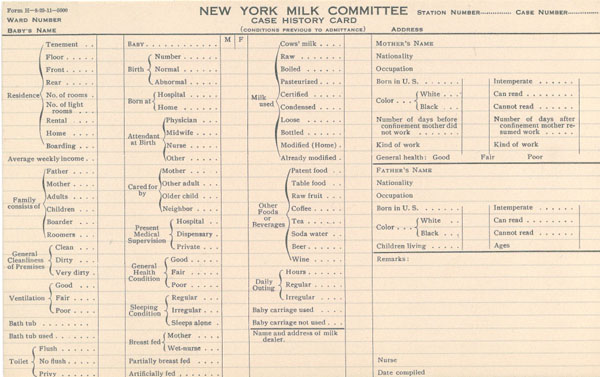 Form II-8-25-11-5000
NEW YORK MILK COMMITTEE
STATION NUMBER............ CASE NUMBER............
WARD NUMBER
CASE HISTORY CARD
BABY'S NAME
(CONDITIONS PREVIOUS TO ADMITTANCE)
ADDRESS
Residence
Tenement . .
Floor . . . .
Front . . . .
Rear . . . .
No. of rooms .
No. of light
rooms . . .
Rental . . .
Home . . . .
Boarding . . .
Average weekly income . .
Family
consists of
Father . . . .
Mother . . . .
Adults . . . .
Children . . .
Boarder . . .
Roomers . . .
General
Cleanliness
of Premises
Clean . . . .
Dirty . . . .
Very dirty . .
Ventilation
Good . . . .
Fair . . . .
Poor . . . .
Bath tub . . . . . . . .
Bath tub used . . . . . .
Toilet
Flush . . . .
No flush . . .
Privy . . . .
M F
BABY . . . . . . . . . .
Birth
Number . . . .
Normal . . . .
Abnormal . . .
Born at
Hospital . . . .
Home . . . . .
Attendant
at Birth
Physician . . .
Midwife . . . .
Nurse . . . . .
Other . . . . .
Cared for
by
Mother . . . .
Other adult . . .
Older child . . .
Neighbor . . . .
Present
Medical
Supervision
Hospital . . . .
Dispensary . .
Private . . . .
General
Health
Condition
Good . . . . .
Fair . . . . .
Poor . . . . .
Sleeping
Condition
Regular . . . .
Irregular . . .
Sleeps alone .
Breast fed
Mother . . . .
Wet-nurse . . .
Partially breast fed . . .
Artificially fed . . . .
Milk
used
Cows' milk . . .
Raw . . . . .
Boiled . . . .
Pasteurized . . .
Certified . . . .
Condensed . . .
Loose . . . . .
Bottled . . . .
Modified (Home) .
Already modified .
Other
Foods
or
Beverages
Patent food . . .
Table food . . .
Raw fruit . . . .
Coffee . . . . .
Tea . . . . . .
Soda water . . .
Beer . . . . .
Wine . . . . .
Daily
Outing
Hours . . . . .
Regular . . . .
Irregular . . . .
Baby carriage used . . . .
Baby carriage not used . . .
Name and address of milk
dealer.
MOTHER'S NAME
Nationality
Occupation
Born in U. S. . . . . .
Intemperate . . . . .
Color . . .
White . . .
Black . . .
Can read . . . . . .
Cannot read . . . . .
Number of days before
confinement mother did
not work . . . . . . .
Number of days after
confinement mother re-
sumed work . . . . .
Kind of work
Kind of work
General health: Good Fair Poor
FATHER'S NAME
Nationality
Occupation
Born in U. S. . . . . .
Intemperate . . . . .
Color . . .
White . . .
Black . . .
Can read . . . . . .
Cannot read . . . . .
Children living . . . . .
Ages
Remarks:
Nurse
Date compiled